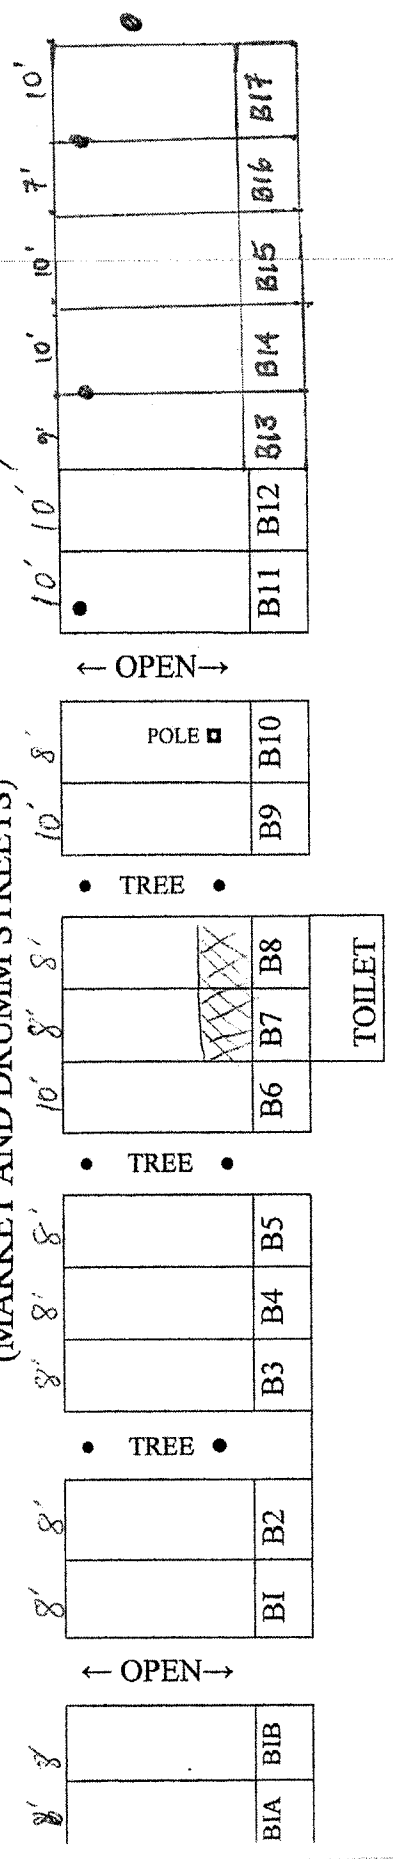 10' B17
7' B16
10' B15
10' B14
9' B13
10' B12
10' B11
← OPEN→
8' POLE B10
10' B9
TREE
8' B8
8' B7
TOILET
10' B6
TREE
8' B5
8' B4
8' B3
TREE
8' B2
8' B1
← OPEN→
8' B1B
8' B1A
(MARKET AND DRUMM STREETS)